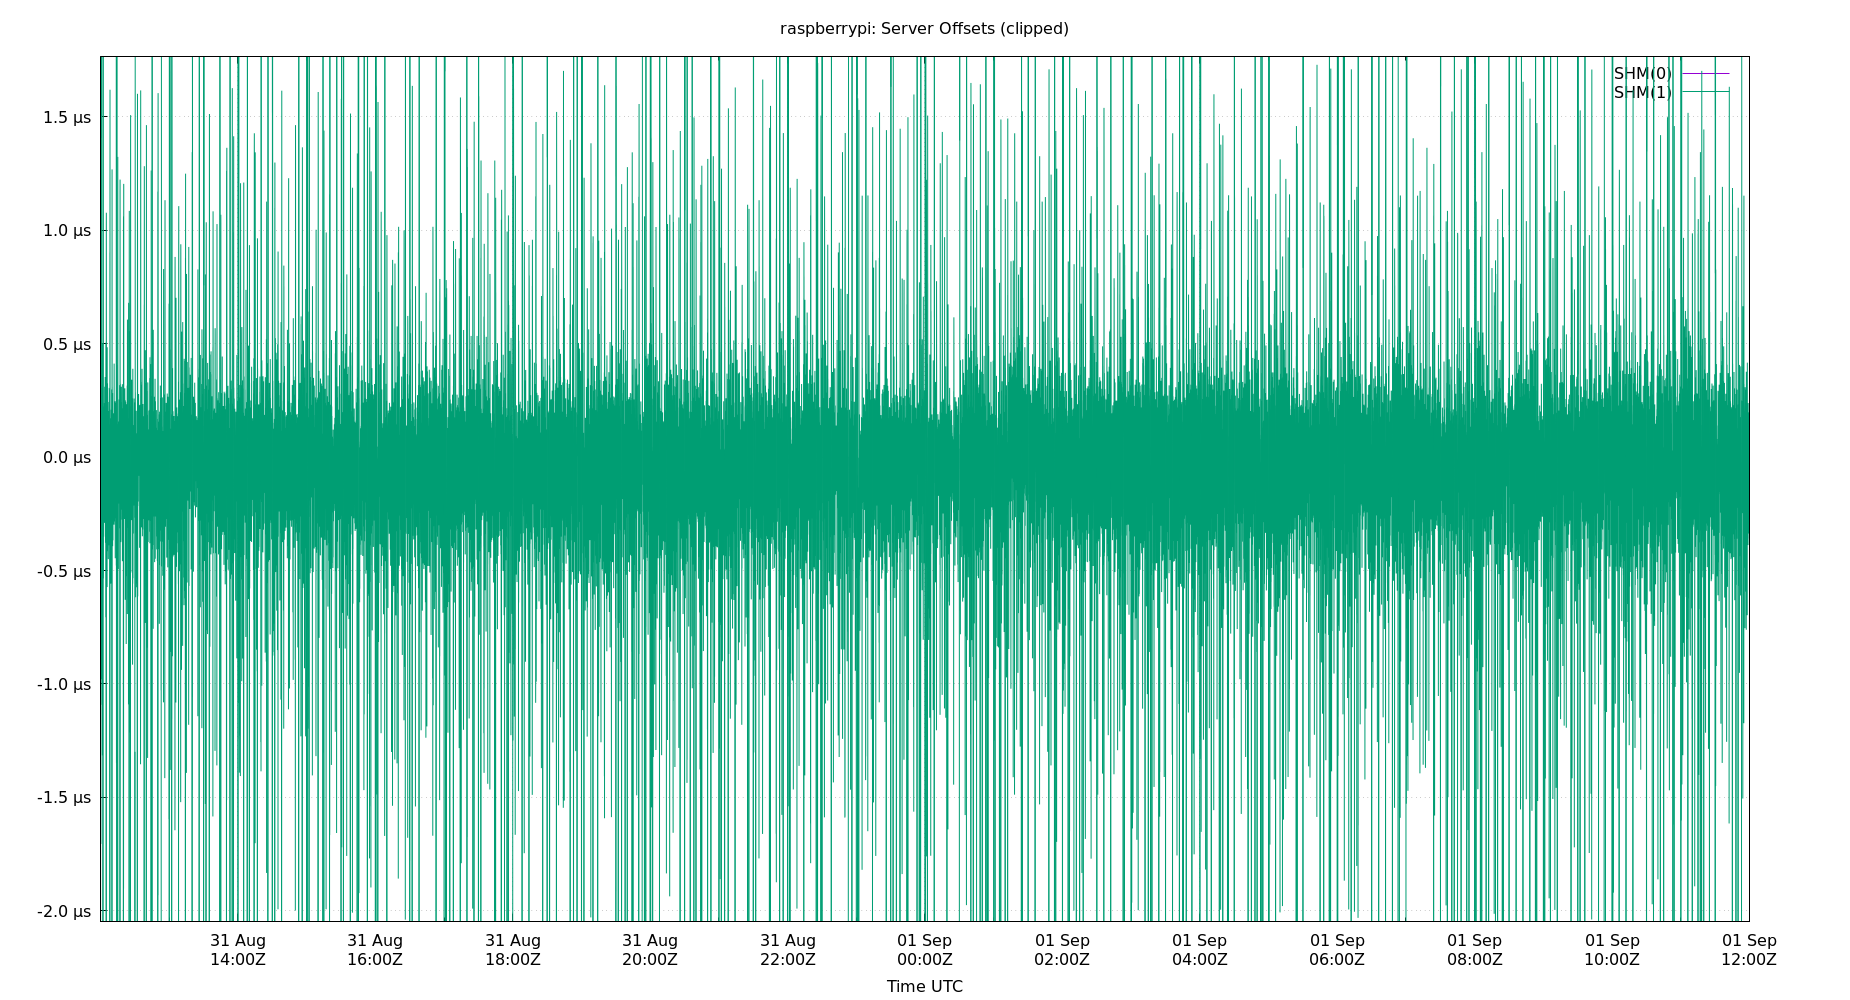 raspberrypi: Server Offsets (clipped)
SHM(0)
SHM(1)
1.5 µs
1.0 µs
0.5 µs
0.0 µs
-0.5 µs
-1.0 µs
-1.5 µs
-2.0 µs
31 Aug 31 Aug 31 Aug 31 Aug 31 Aug 01 Sep 01 Sep 01 Sep 01 Sep 01 Sep 01 Sep 01 Sep
14:00Z 16:00Z 18:00Z 20:00Z 22:00Z 00:00Z 02:00Z 04:00Z 06:00Z 08:00Z 10:00Z 12:00Z
Time UTC